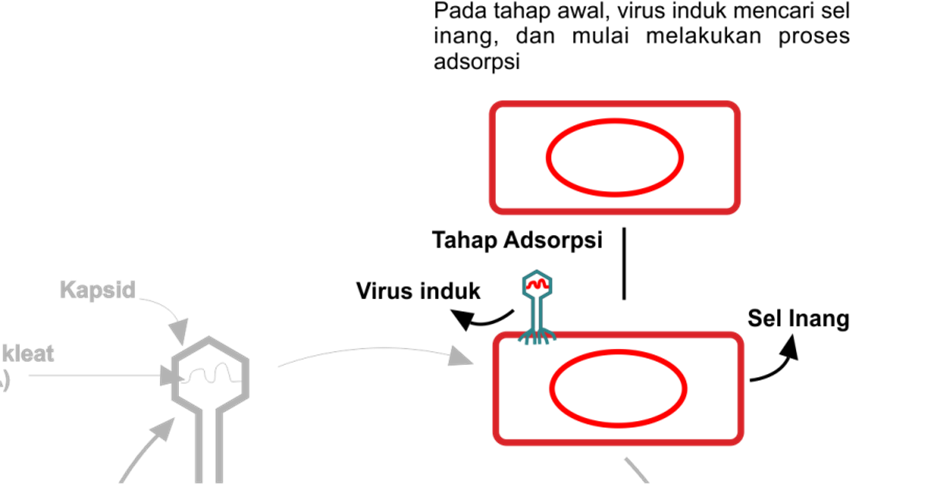 Pada tahap awal, virus induk mencari sel
inang, dan mulai melakukan proses
adsorpsi
Tahap Adsorpsi
Virus induk
Sel Inang
Kapsid
kleat
)